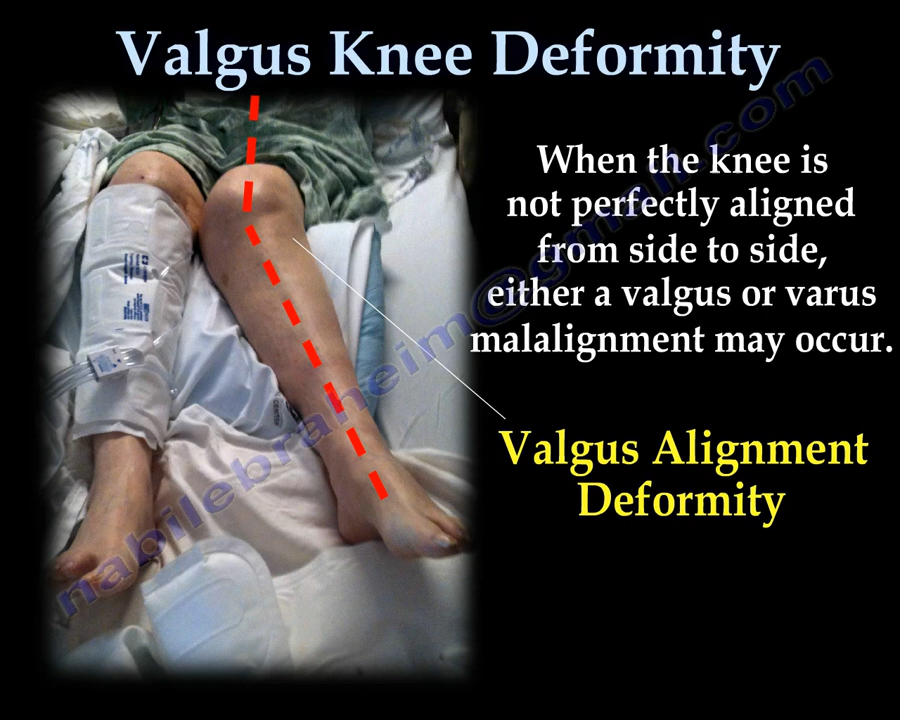 Valgus Knee Deformity
When the knee is
not perfectly aligned
from side to side,
either a valgus or varus
malalignment may occur.
Valgus Alignment
Deformity
nabilebraheim@gmail.com